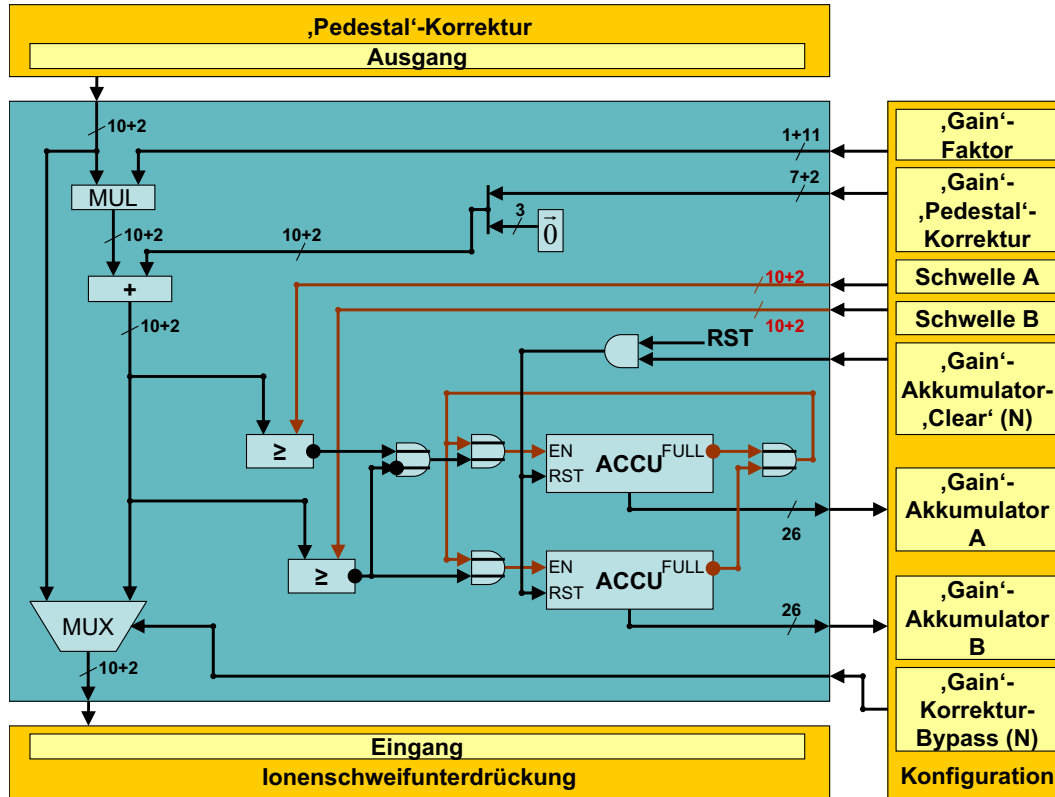 ‚Pedestal‘-Korrektur
Ausgang
10+2
1+11
‚Gain‘-
Faktor
MUL
7+2
‚Gain‘-
‚Pedestal‘-
Korrektur
3
0
10+2
10+2
+
10+2
10+2
Schwelle A
10+2
Schwelle B
RST
‚Gain‘-
Akkumulator-
‚Clear‘ (N)
≥
EN
ACCU
FULL
RST
26
‚Gain‘-
Akkumulator
A
≥
EN
ACCU
FULL
RST
26
‚Gain‘-
Akkumulator
B
MUX
10+2
‚Gain‘-
Korrektur-
Bypass (N)
Eingang
Ionenschweifunterdrückung
Konfiguration